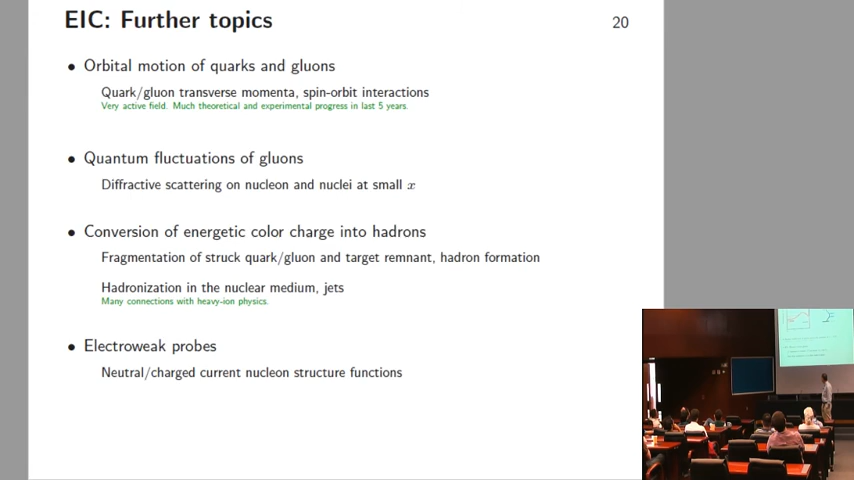 EIC: Further topics
20
• Orbital motion of quarks and gluons
Quark/gluon transverse momenta, spin-orbit interactions
Very active field. Much theoretical and experimental progress in last 5 years.
• Quantum fluctuations of gluons
Diffractive scattering on nucleon and nuclei at small x
• Conversion of energetic color charge into hadrons
Fragmentation of struck quark/gluon and target remnant, hadron formation
Hadronization in the nuclear medium, jets
Many connections with heavy-ion physics.
• Electroweak probes
Neutral/charged current nucleon structure functions